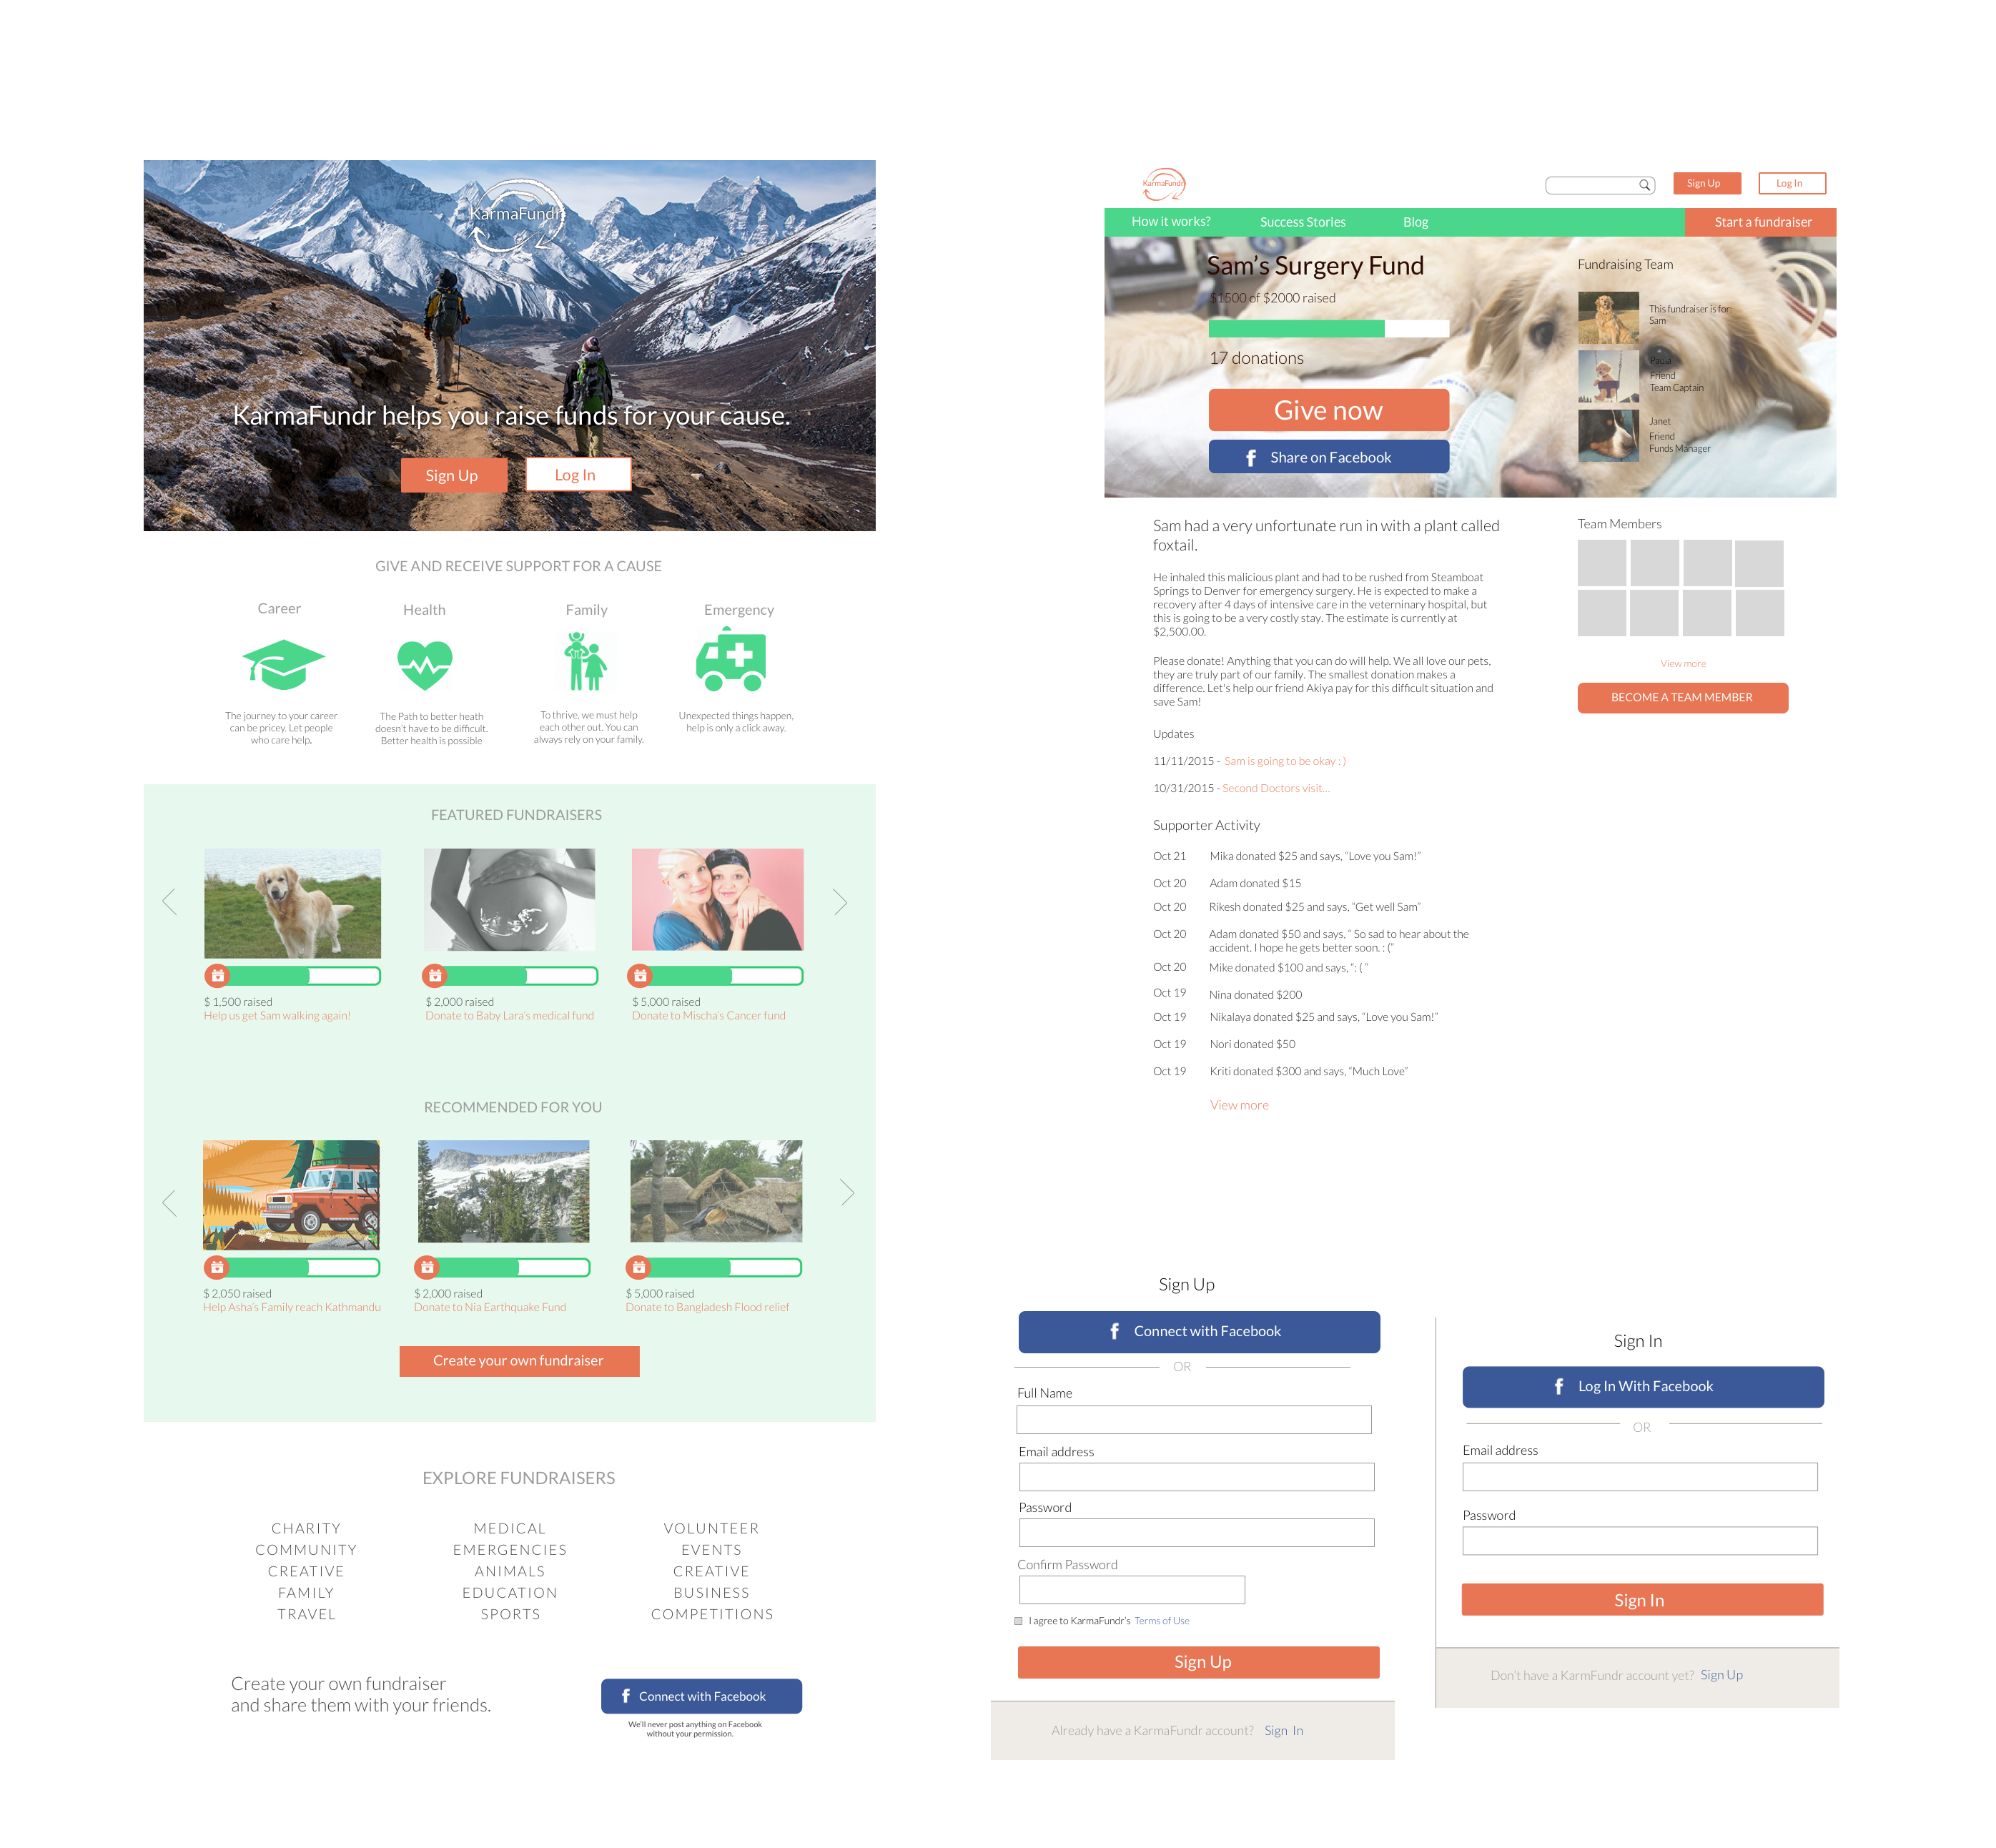 KarmaFundr
KarmaFundr helps you raise funds for your cause.
Sign Up
Log In
GIVE AND RECEIVE SUPPORT FOR A CAUSE
Career
Health
Family
Emergency
The journey to your career
can be pricey. Let people
who care help.
The Path to better heath
doesn't have to be difficult.
Better health is possible
To thrive, we must help
each other out. You can
always rely on your family.
Unexpected things happen,
help is only a click away.
FEATURED FUNDRAISERS
$ 1,500 raised
Help us get Sam walking again!
$ 2,000 raised
Donate to Baby Lara's medical fund
$ 5,000 raised
Donate to Mischa's Cancer fund
RECOMMENDED FOR YOU
$ 2,050 raised
Help Asha's Family reach Kathmandu
$ 2,000 raised
Donate to Nia Earthquake Fund
$ 5,000 raised
Donate to Bangladesh Flood relief
Create your own fundraiser
EXPLORE FUNDRAISERS
CHARITY
COMMUNITY
CREATIVE
FAMILY
TRAVEL
MEDICAL
EMERGENCIES
ANIMALS
EDUCATION
SPORTS
VOLUNTEER
EVENTS
CREATIVE
BUSINESS
COMPETITIONS
Create your own fundraiser
and share them with your friends.
f Connect with Facebook
We'll never post anything on Facebook
without your permission.
KarmaFundr
Sign Up
Log In
How it works?
Success Stories
Blog
Start a fundraiser
Sam's Surgery Fund
$1500 of $2000 raised
17 donations
Give now
f Share on Facebook
Fundraising Team
This fundraiser is for:
Sam
Paula
Friend
Team Captain
Janet
Friend
Funds Manager
Sam had a very unfortunate run in with a plant called
foxtail.
He inhaled this malicious plant and had to be rushed from Steamboat
Springs to Denver for emergency surgery. He is expected to make a
recovery after 4 days of intensive care in the veterninary hospital, but
this is going to be a very costly stay. The estimate is currently at
$2,500.00.
Please donate! Anything that you can do will help. We all love our pets,
they are truly part of our family. The smallest donation makes a
difference. Let's help our friend Akiya pay for this difficult situation and
save Sam!
Updates
11/11/2015 - Sam is going to be okay : )
10/31/2015 - Second Doctors visit...
Supporter Activity
Oct 21 Mika donated $25 and says, "Love you Sam!"
Oct 20 Adam donated $15
Oct 20 Rikesh donated $25 and says, "Get well Sam"
Oct 20 Adam donated $50 and says, " So sad to hear about the
accident. I hope he gets better soon. : ("
Oct 20 Mike donated $100 and says, ": ( "
Oct 19 Nina donated $200
Oct 19 Nikalaya donated $25 and says, "Love you Sam!"
Oct 19 Nori donated $50
Oct 19 Kriti donated $300 and says, "Much Love"
View more
Team Members
View more
BECOME A TEAM MEMBER
Sign Up
f Connect with Facebook
OR
Full Name
Email address
Password
Confirm Password
I agree to KarmaFundr's Terms of Use
Sign Up
Already have a KarmaFundr account? Sign In
Sign In
f Log In With Facebook
OR
Email address
Password
Sign In
Don't have a KarmFundr account yet? Sign Up